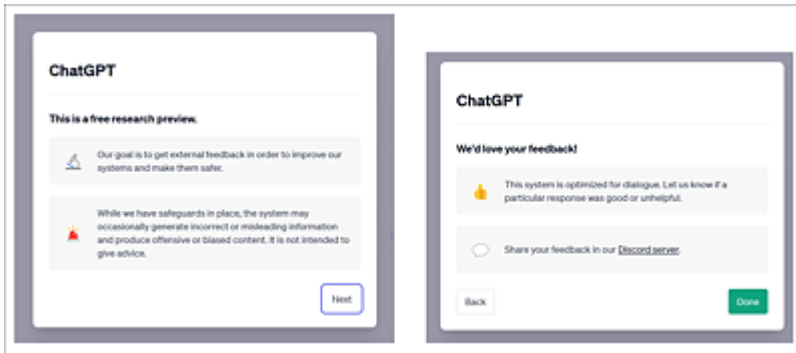 ChatGPT
This is a free research preview.
Our goal is to get external feedback in order to improve our
systems and make them safer.
While we have safeguards in place, the system may
occasionally generate incorrect or misleading information
and produce offensive or biased content. It is not intended to
give advice.
Next
ChatGPT
We'd love your feedback!
This system is optimized for dialogue. Let us know if a
particular response was good or unhelpful.
Share your feedback in our Discord server.
Back
Done